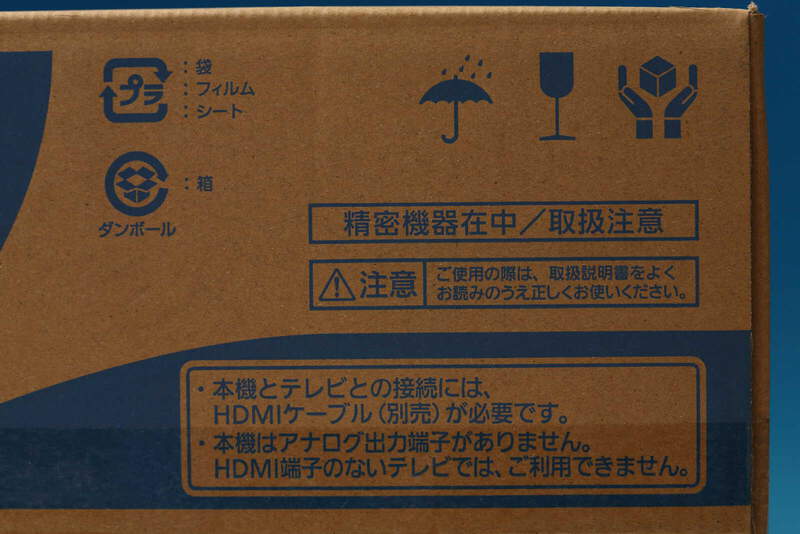 プラ
：袋
：フィルム
：シート
：箱
ダンボール
精密機器在中／取扱注意
注意
ご使用の際は、取扱説明書をよく
お読みのうえ正しくお使いください。
・本機とテレビとの接続には、
HDMIケーブル（別売）が必要です。
・本機はアナログ出力端子がありません。
HDMI端子のないテレビでは、ご利用できません。